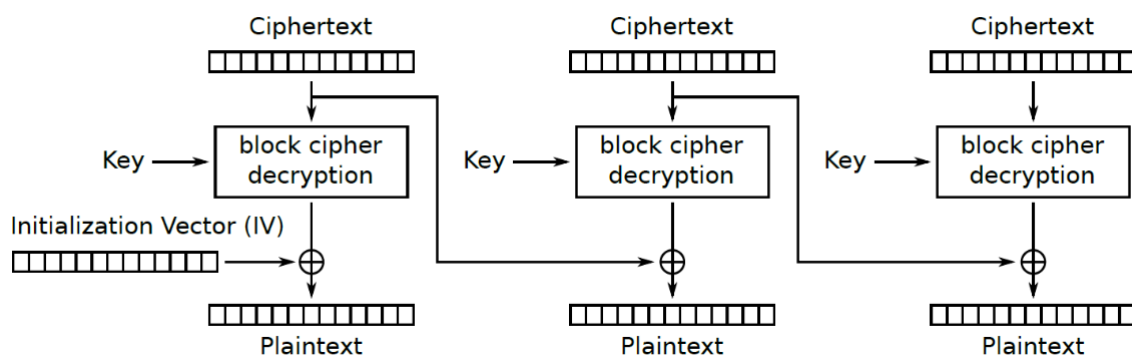 Ciphertext
Ciphertext
Ciphertext
Key
block cipher
decryption
Key
block cipher
decryption
Key
block cipher
decryption
Initialization Vector (IV)
Plaintext
Plaintext
Plaintext